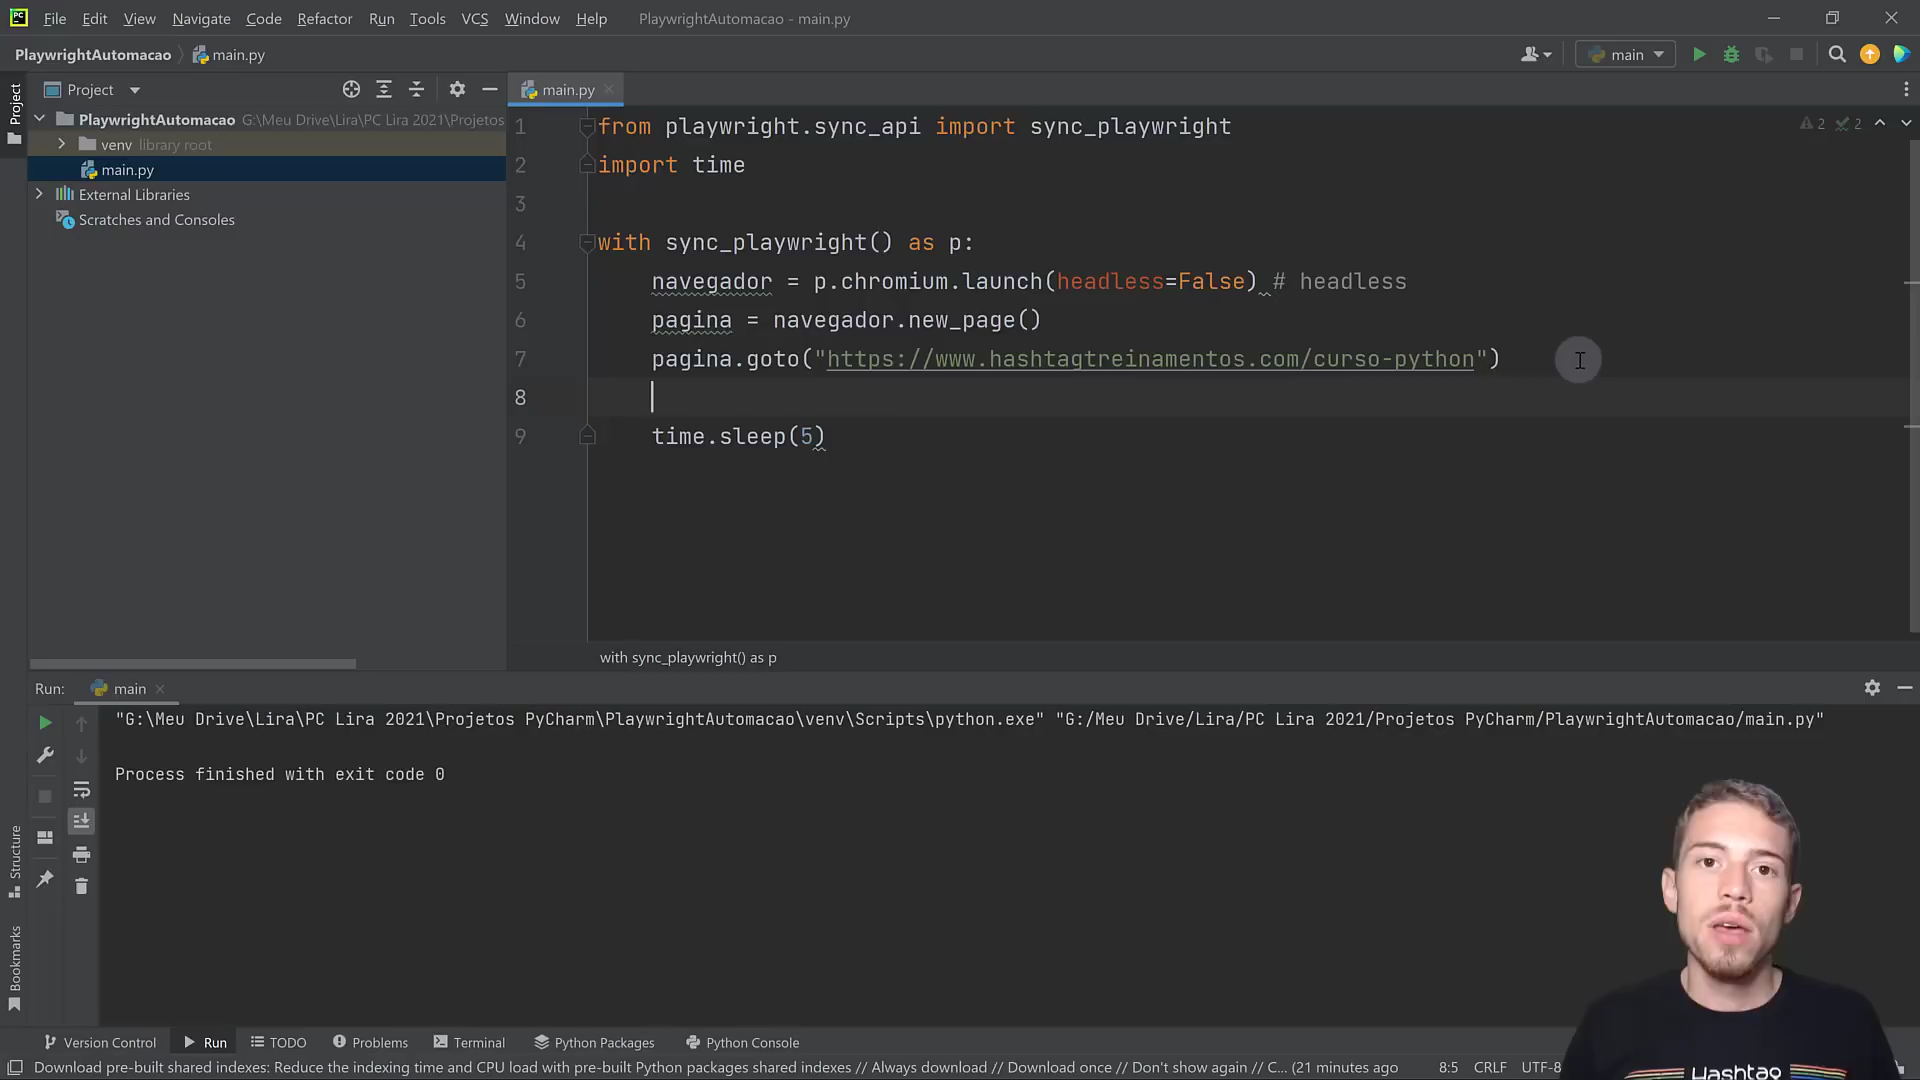 File Edit View Navigate Code Refactor Run Tools VCS Window Help PlaywrightAutomacao - main.py
PlaywrightAutomacao main.py
main
Project
Project
main.py
PlaywrightAutomacao G:\Meu Drive\Lira\PC Lira 2021\Projetos
venv library root
main.py
External Libraries
Scratches and Consoles
2 2
1 from playwright.sync_api import sync_playwright
2 import time
3
4 with sync_playwright() as p:
5 navegador = p.chromium.launch(headless=False) # headless
6 pagina = navegador.new_page()
7 pagina.goto("https://www.hashtagtreinamentos.com/curso-python")
8
9 time.sleep(5)
with sync_playwright() as p
Run: main
"G:\Meu Drive\Lira\PC Lira 2021\Projetos PyCharm\PlaywrightAutomacao\venv\Scripts\python.exe" "G:/Meu Drive/Lira/PC Lira 2021/Projetos PyCharm/PlaywrightAutomacao/main.py"
Process finished with exit code 0
Structure
Bookmarks
Version Control Run TODO Problems Terminal Python Packages Python Console
Download pre-built shared indexes: Reduce the indexing time and CPU load with pre-built Python packages shared indexes // Always download // Download once // Don't show again // C... (21 minutes ago 8:5 CRLF UTF-8
Hashtag